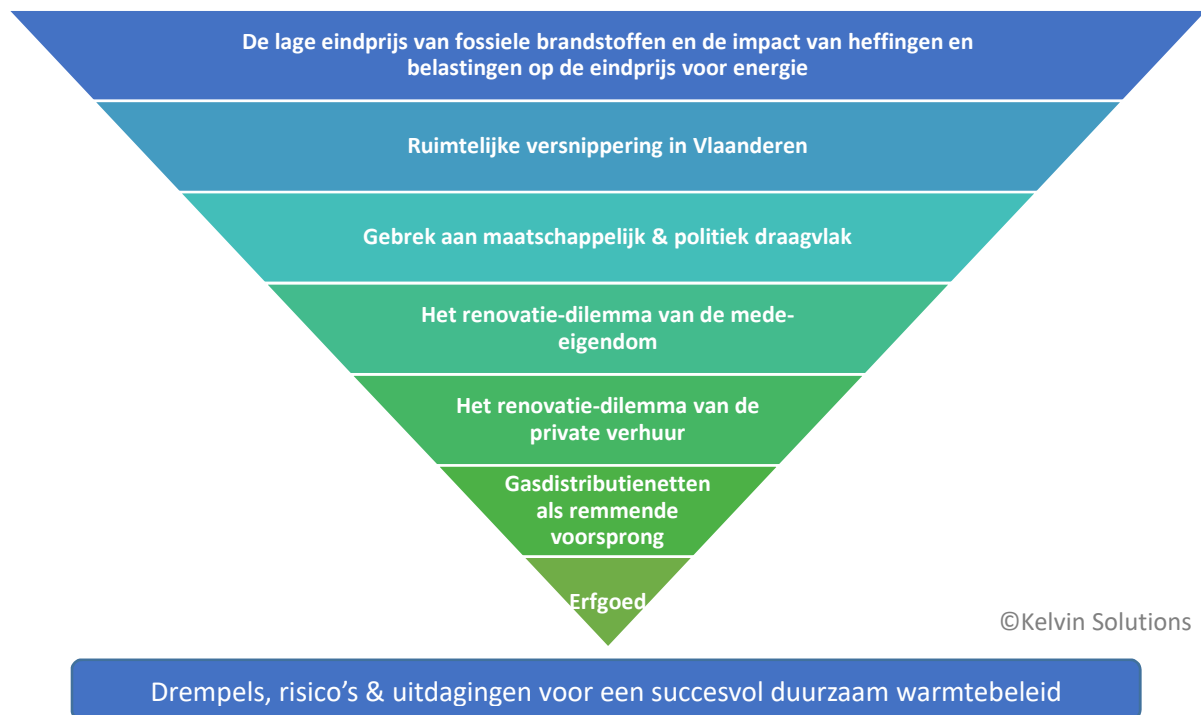 De lage eindprijs van fossiele brandstoffen en de impact van heffingen en
belastingen op de eindprijs voor energie
Ruimtelijke versnippering in Vlaanderen
Gebrek aan maatschappelijk & politiek draagvlak
Het renovatie-dilemma van de mede-
eigendom
Het renovatie-dilemma van de
private verhuur
Gasdistributienetten
als remmende
voorsprong
Erfgoed
©Kelvin Solutions
Drempels, risico’s & uitdagingen voor een succesvol duurzaam warmtebeleid